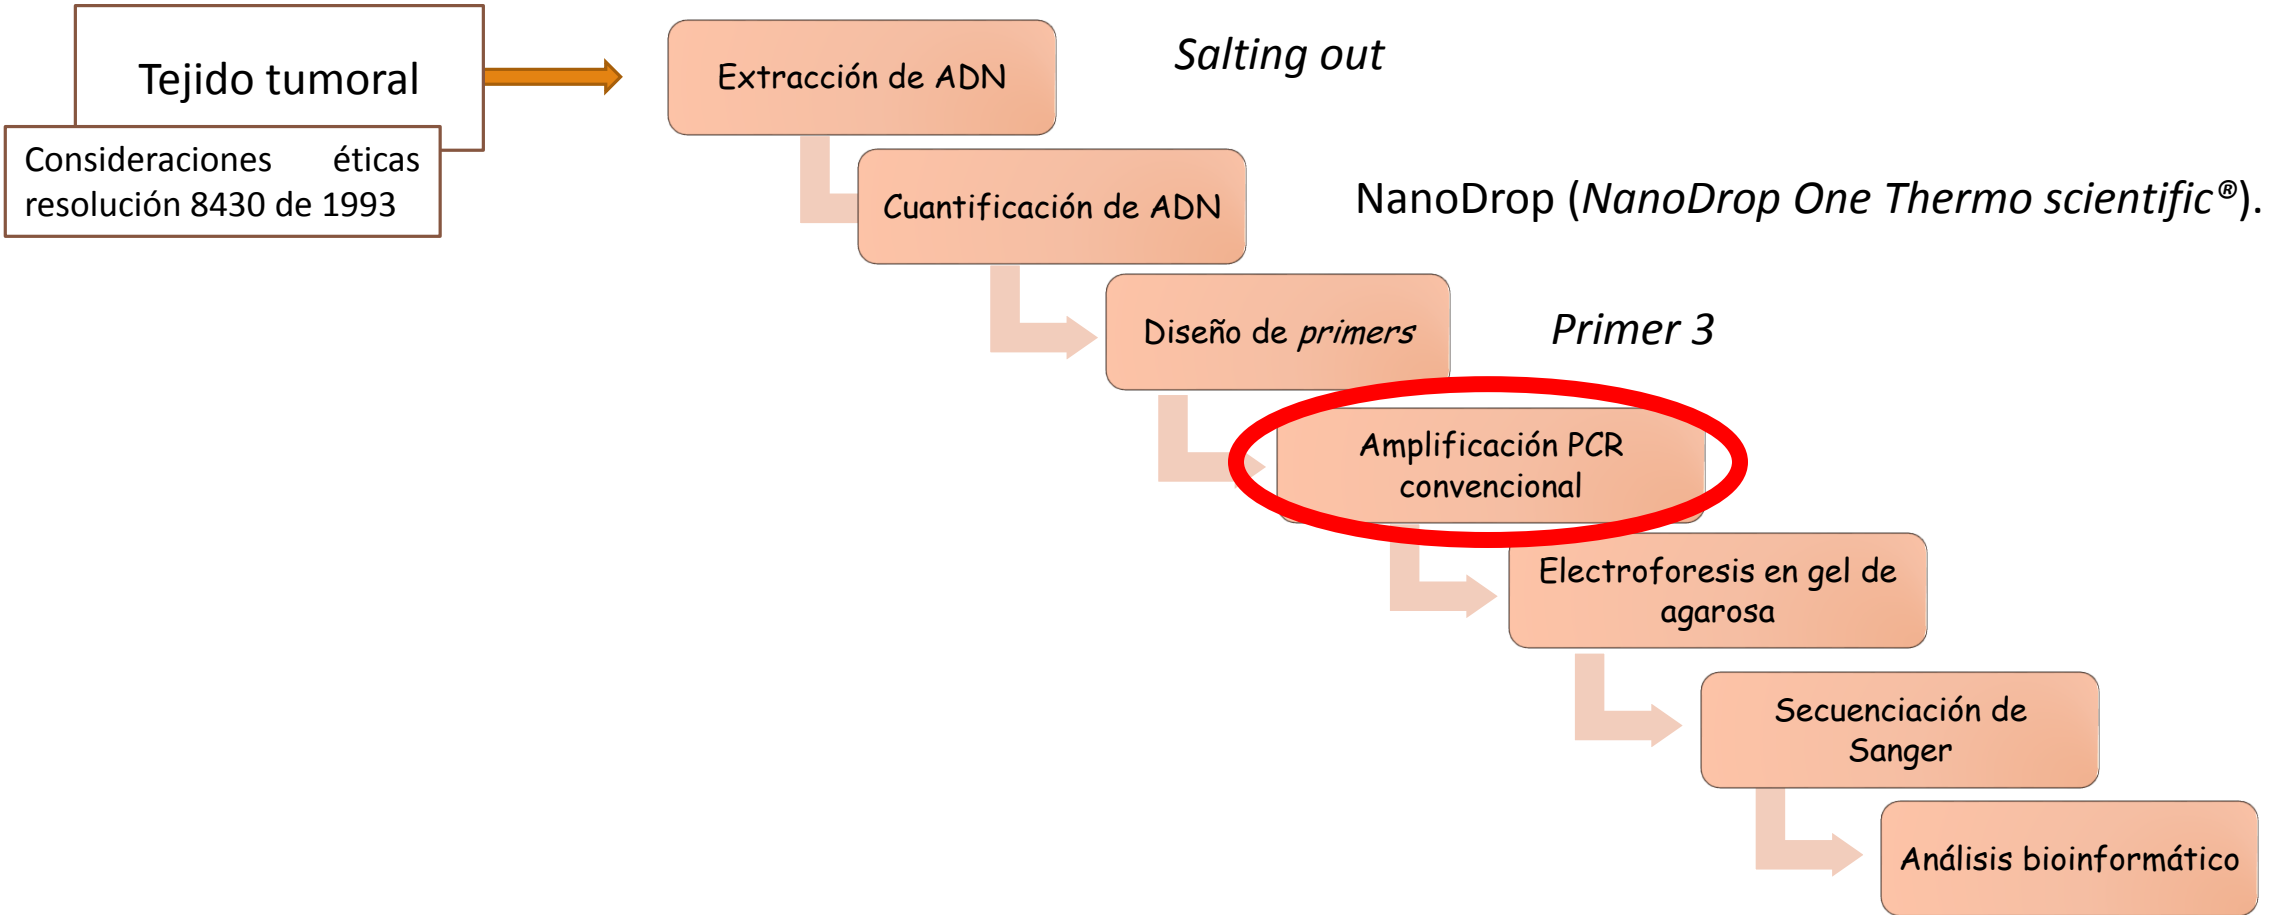 Tejido tumoral
Consideraciones éticas
resolución 8430 de 1993
Extracción de ADN
Salting out
Cuantificación de ADN
NanoDrop (NanoDrop One Thermo scientific®).
Diseño de primers
Primer 3
Amplificación PCR
convencional
Electroforesis en gel de
agarosa
Secuenciación de
Sanger
Análisis bioinformático